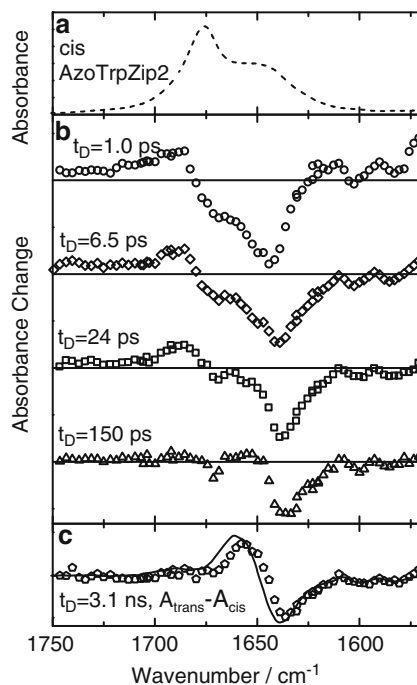 a
cis
AzoTrpZip2
Absorbance
b
t_D=1.0 ps
t_D=6.5 ps
Absorbance Change
t_D=24 ps
t_D=150 ps
c
t_D=3.1 ns, A_trans-A_cis
1750 1700 1650 1600
Wavenumber / cm⁻¹